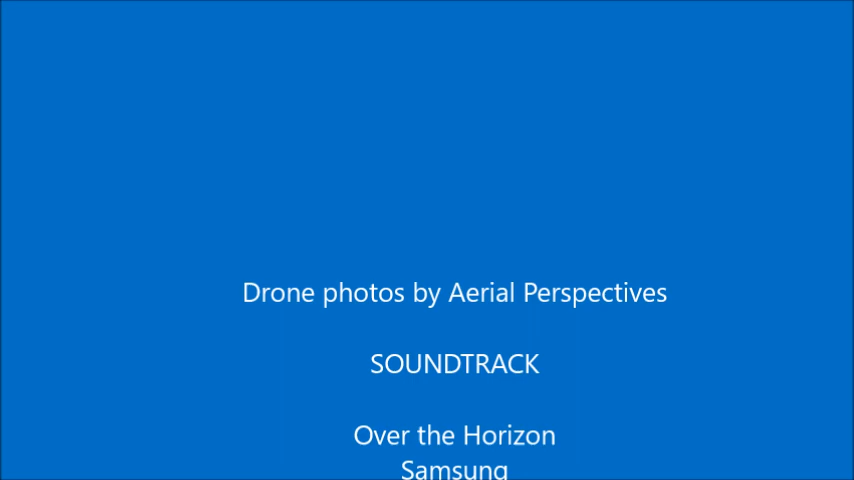 Drone photos by Aerial Perspectives
SOUNDTRACK
Over the Horizon
Samsung